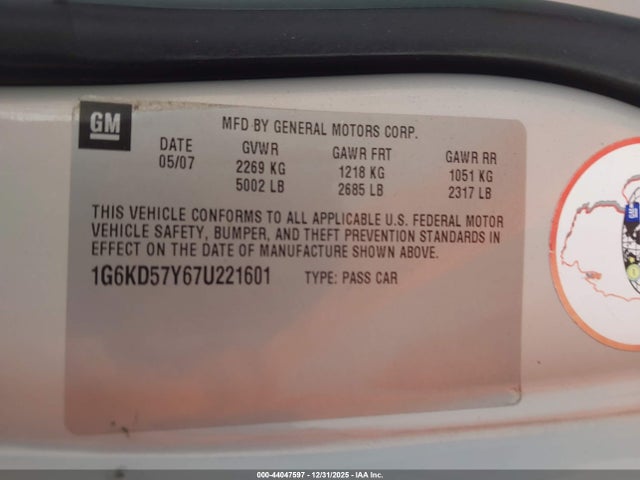 GM
MFD BY GENERAL MOTORS CORP.
DATE GVWR GAWR FRT GAWR RR
05/07 2269 KG 1218 KG 1051 KG
5002 LB 2685 LB 2317 LB
THIS VEHICLE CONFORMS TO ALL APPLICABLE U.S. FEDERAL MOTOR
VEHICLE SAFETY, BUMPER, AND THEFT PREVENTION STANDARDS IN
EFFECT ON THE DATE OF MANUFACTURE SHOWN ABOVE.
1G6KD57Y67U221601 TYPE: PASS CAR
000-44047597 - 12/31/2025 - IAA Inc.